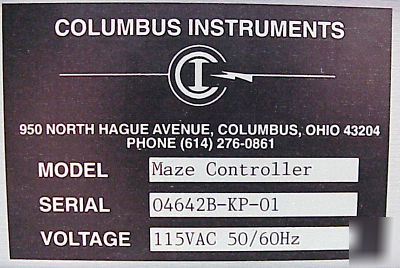 COLUMBUS INSTRUMENTS
CI
950 NORTH HAGUE AVENUE, COLUMBUS, OHIO 43204
PHONE (614) 276-0861
MODEL Maze Controller
SERIAL 04642B-KP-01
VOLTAGE 115VAC 50/60Hz